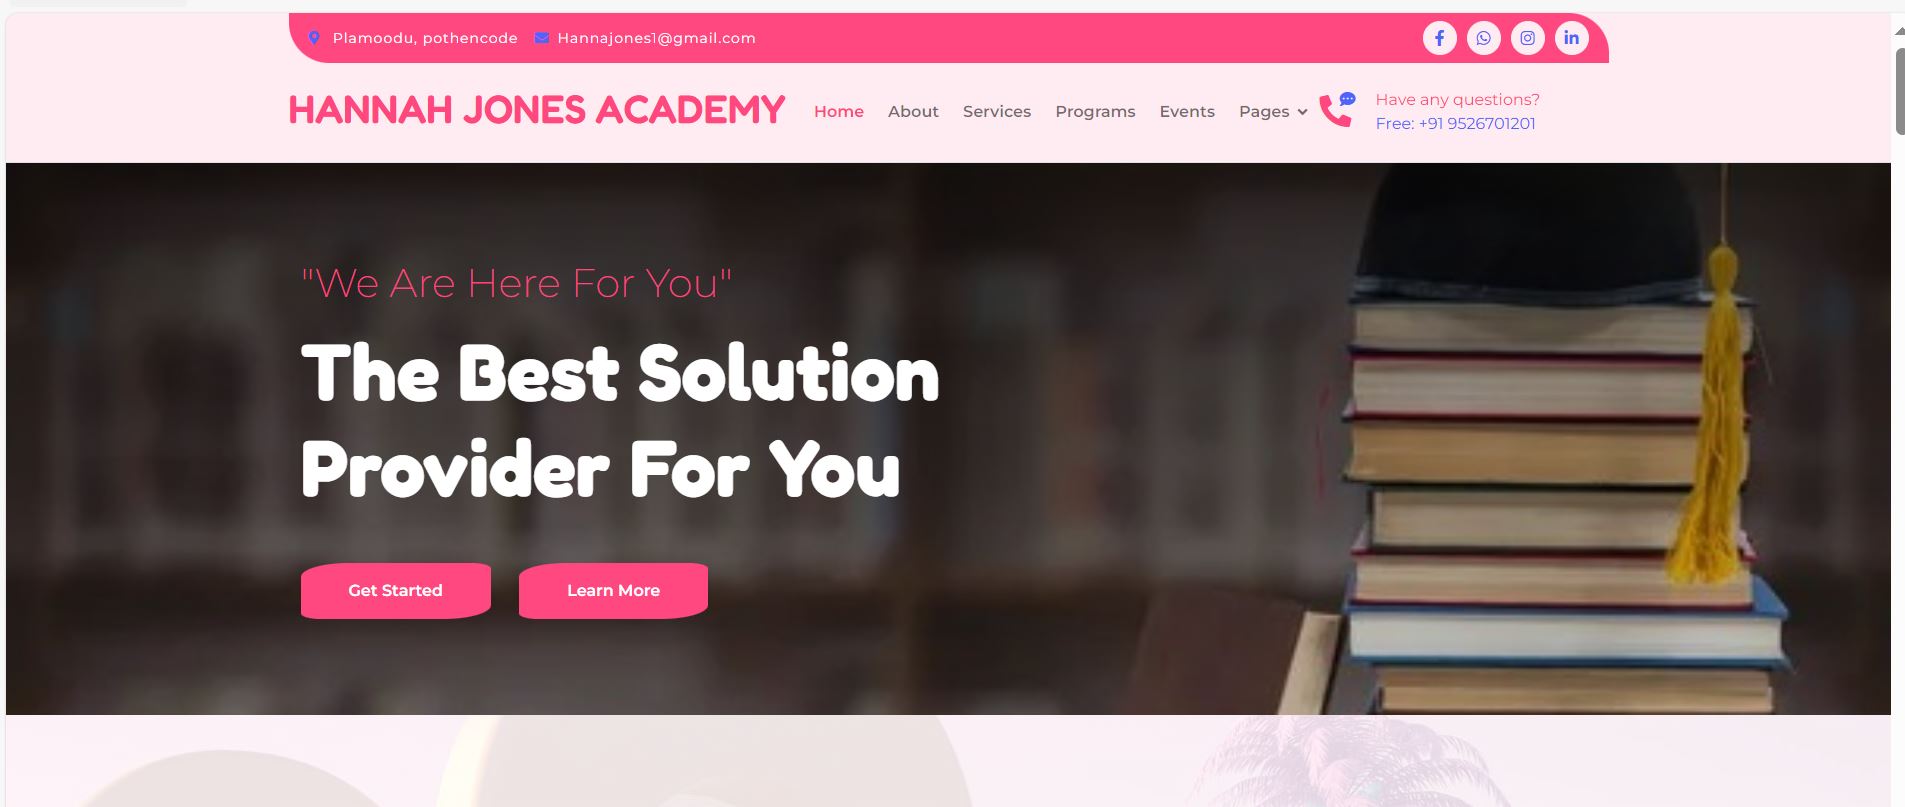 Plamoodu, pothencode Hannajones1@gmail.com
HANNAH JONES ACADEMY Home About Services Programs Events Pages
Have any questions?
Free: +91 9526701201
"We Are Here For You"
The Best Solution
Provider For You
Get Started Learn More